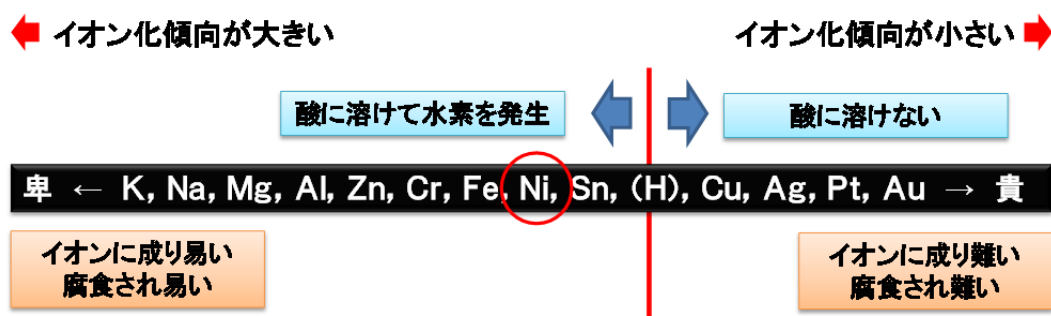 イオン化傾向が大きい
イオン化傾向が小さい
酸に溶けて水素を発生
酸に溶けない
卑 ← K, Na, Mg, Al, Zn, Cr, Fe, Ni, Sn, (H), Cu, Ag, Pt, Au → 貴
イオンに成り易い
腐食され易い
イオンに成り難い
腐食され難い